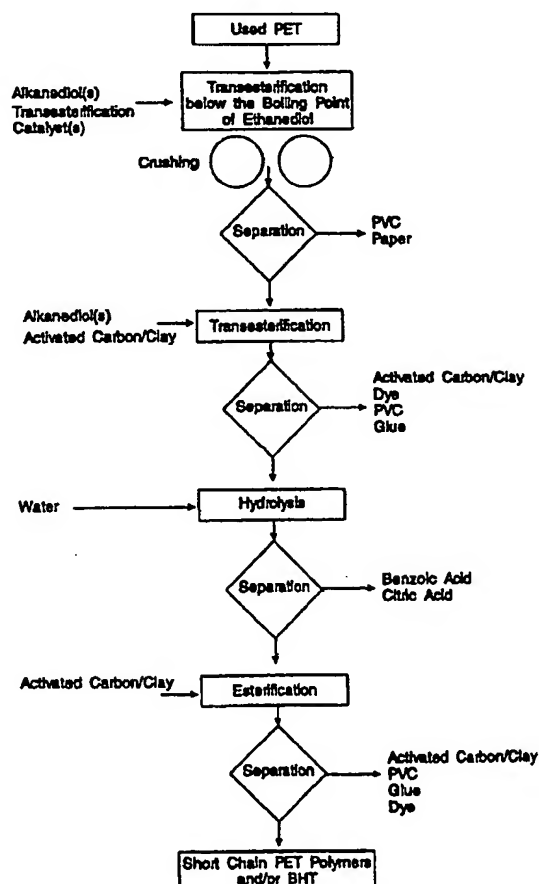 Used PET
Alkanediol(s)
Transesterification
Catalyst(s)
Transesterification
below the Boiling Point
of Ethanediol
Crushing
Separation
PVC
Paper
Alkanediol(s)
Activated Carbon/Clay
Transesterification
Separation
Activated Carbon/Clay
Dye
PVC
Glue
Water
Hydrolysis
Separation
Benzoic Acid
Citric Acid
Activated Carbon/Clay
Esterification
Separation
Activated Carbon/Clay
PVC
Glue
Dye
Short Chain PET Polymers
and/or BHT